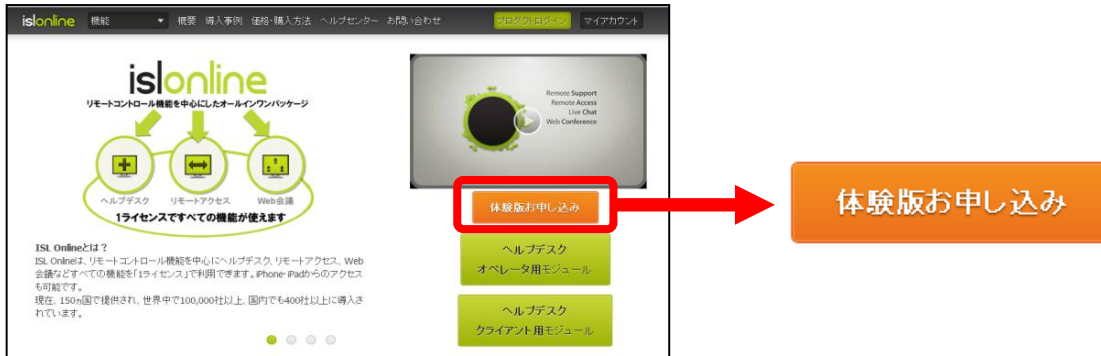 islonline 機能 ▼ 概要 導入事例 価格・購入方法 ヘルプセンター お問い合わせ プロダクトログイン マイアカウント
islonline
リモートコントロール機能を中心にしたオールインワンパッケージ
ヘルプデスク リモートアクセス Web会議
1ライセンスですべての機能が使えます
Remote Support
Remote Access
Live Chat
Web Conference
体験版お申し込み
体験版お申し込み
ISL Onlineとは?
ISL Onlineは、リモートコントロール機能を中心にヘルプデスク、リモートアクセス、Web
会議などすべての機能を「1ライセンス」で利用できます。iPhone・iPadからのアクセス
も可能です。
現在、150ヵ国で提供され、世界中で100,000社以上、国内でも400社以上に導入さ
れています。
ヘルプデスク
オペレータ用モジュール
ヘルプデスク
クライアント用モジュール